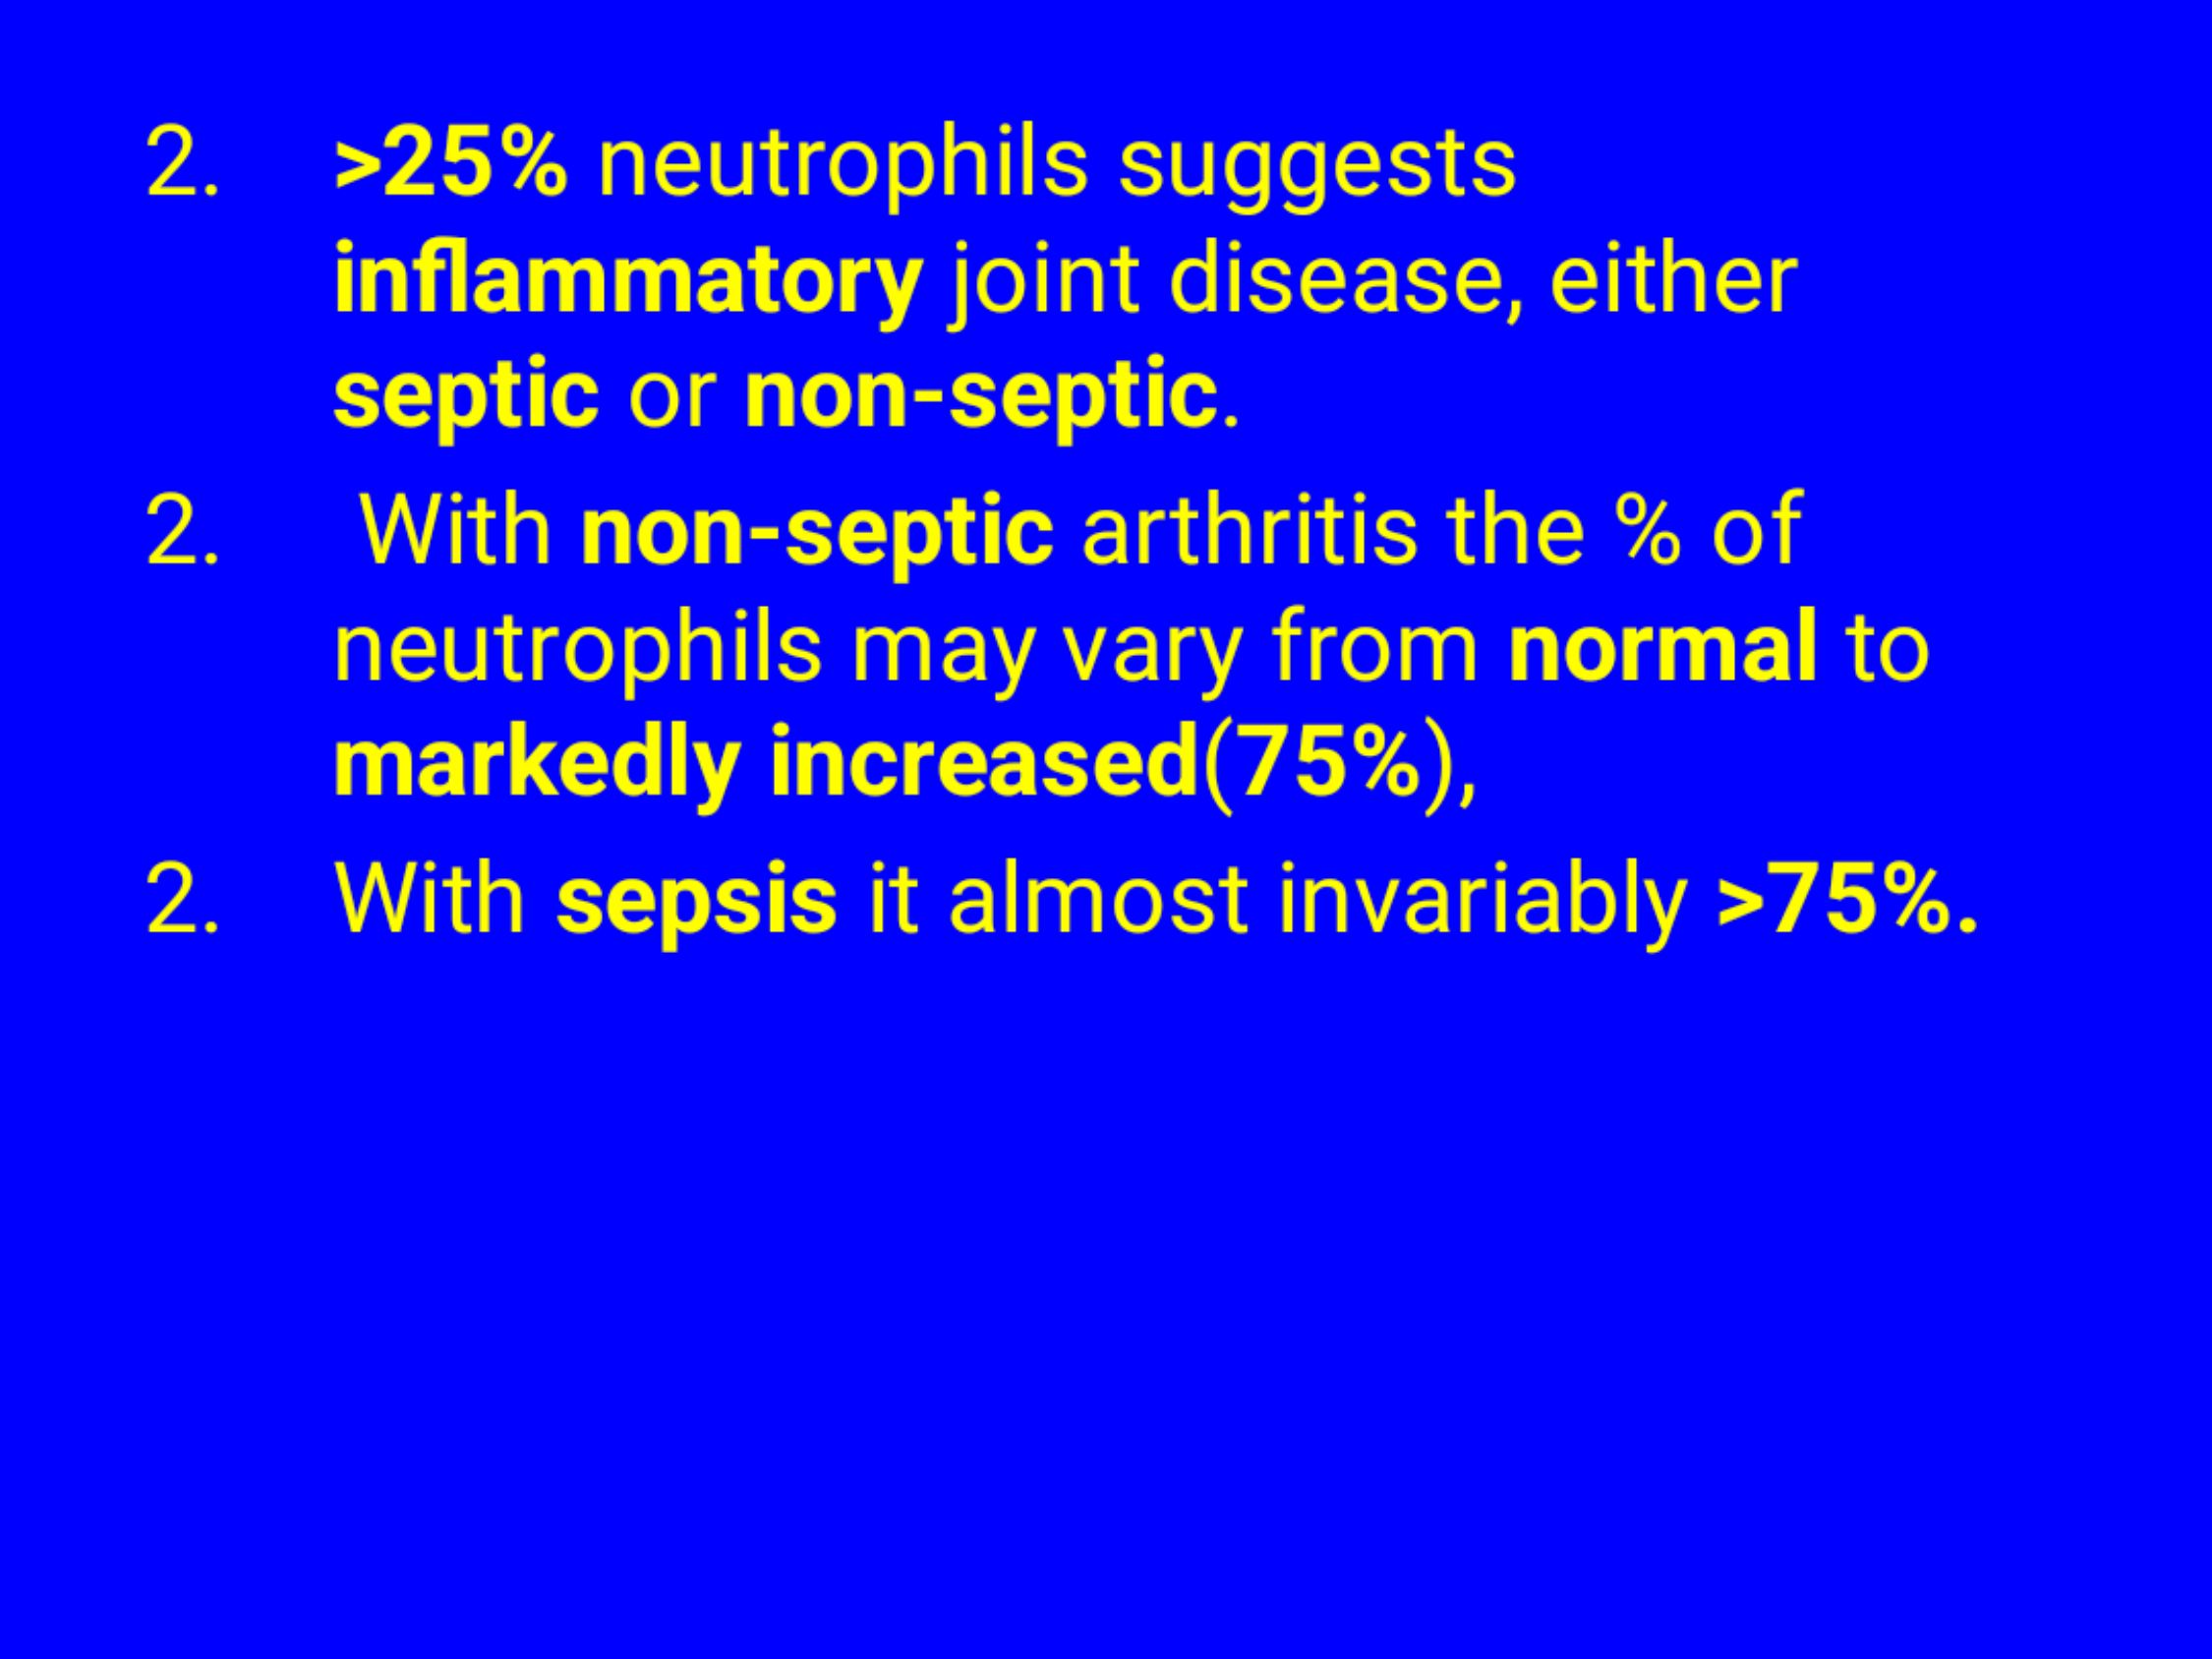 2. >25% neutrophils suggests
inflammatory joint disease, either
septic or non-septic.
2. With non-septic arthritis the % of
neutrophils may vary from normal to
markedly increased(75%),
2. With sepsis it almost invariably >75%.